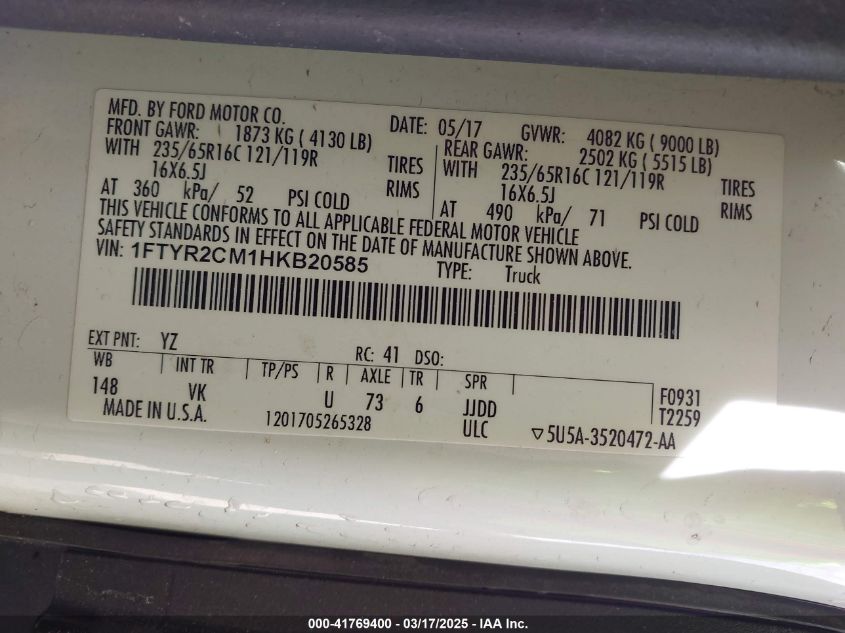 MFD. BY FORD MOTOR CO. DATE: 05/17 GVWR: 4082 KG ( 9000 LB)
FRONT GAWR: 1873 KG ( 4130 LB) REAR GAWR: 2502 KG ( 5515 LB)
WITH 235/65R16C 121/119R TIRES WITH 235/65R16C 121/119R TIRES
16X6.5J RIMS 16X6.5J RIMS
AT 360 kPa/ 52 PSI COLD AT 490 kPa/ 71 PSI COLD
THIS VEHICLE CONFORMS TO ALL APPLICABLE FEDERAL MOTOR VEHICLE
SAFETY STANDARDS IN EFFECT ON THE DATE OF MANUFACTURE SHOWN ABOVE.
VIN: 1FTYR2CM1HKB20585 TYPE: Truck
EXT PNT: YZ RC: 41 DSO:
WB INT TR TP/PS R AXLE TR SPR
148 VK U 73 6 JJDD F0931
MADE IN U.S.A. 1201705265328 ULC T2259
▽5U5A-3520472-AA
000-41769400 - 03/17/2025 - IAA Inc.